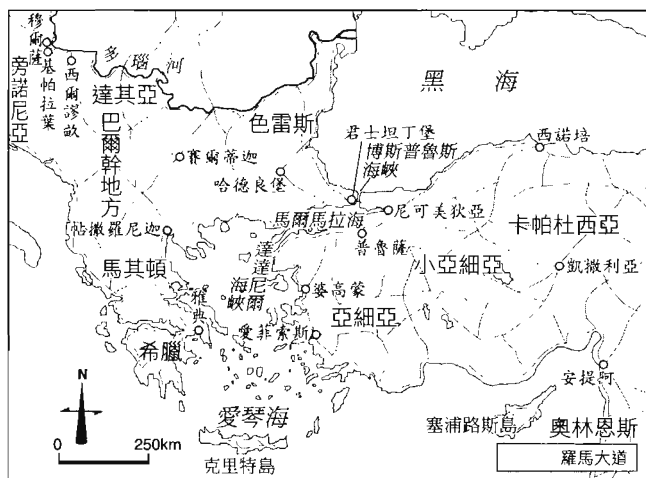 穆爾薩
基帕拉葉
西爾謬畝
旁諾尼亞
多瑙河
達其亞
巴爾幹地方
色雷斯
黑海
君士坦丁堡
博斯普魯斯
海峽
西諾培
賽爾蒂迦
哈德良堡
馬爾馬拉海
尼可美狄亞
卡帕杜西亞
帖撒羅尼迦
普魯薩
馬其頓
達達尼爾海峽
小亞細亞
凱撒利亞
雅典
婆高蒙
亞細亞
愛菲索斯
希臘
安提阿
N
愛琴海
塞浦路斯島
奧林恩斯
0
250km
克里特島
羅馬大道